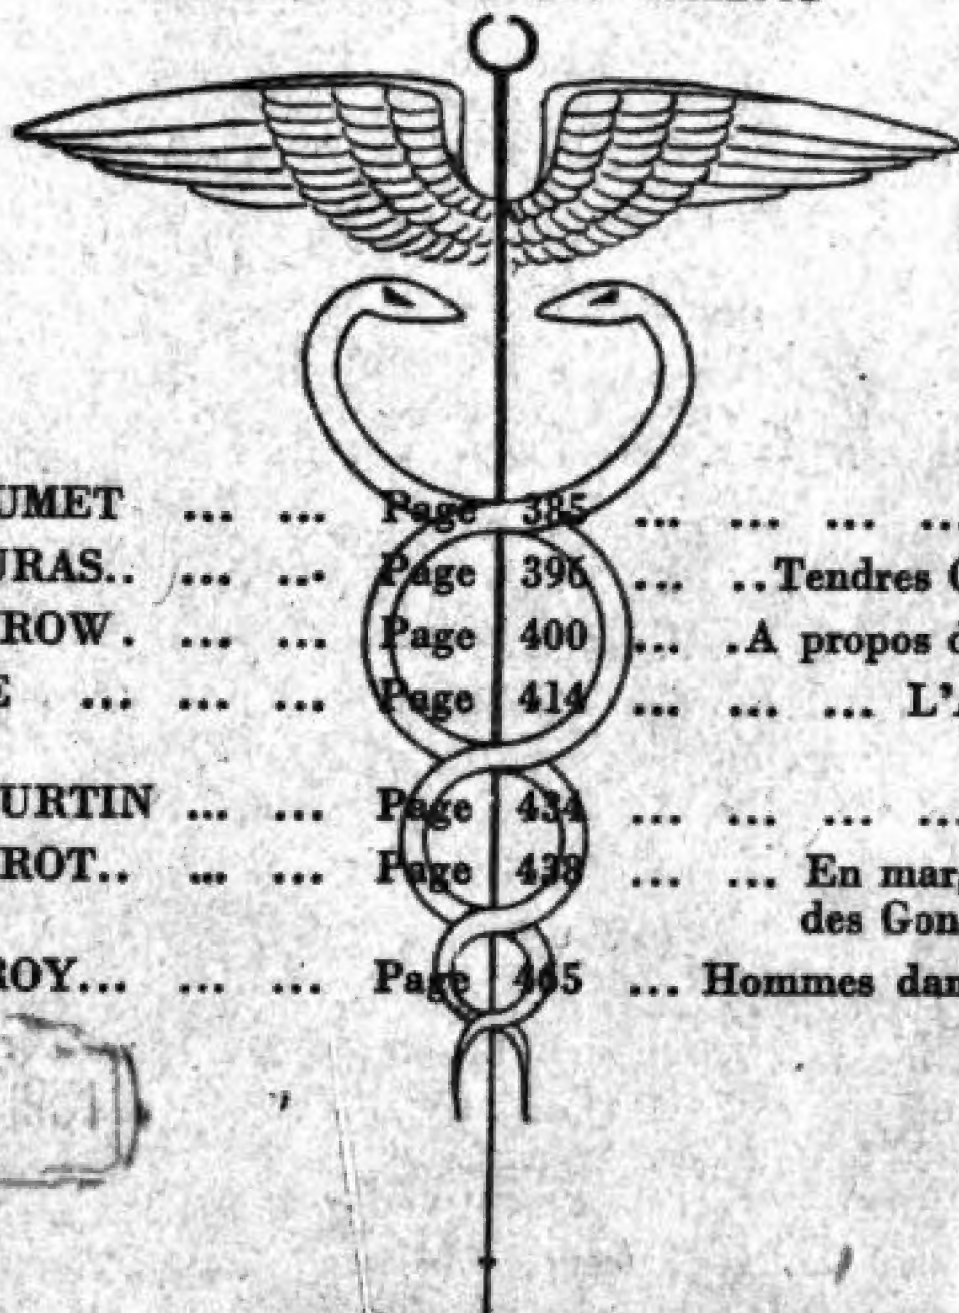 UMET ... ... Page 385 ... ... ... ...
URAS.. ... ... Page 396 ... ..Tendres
ROW. ... ... Page 400 ... .A propos d
E ... ... ... Page 414 ... ... ... L'A
URTIN ... ... Page 434 ... ... ... ...
ROT.. ... ... Page 438 ... ... En marg
des Gon
ROY... ... ... Page 465 ... Hommes dan